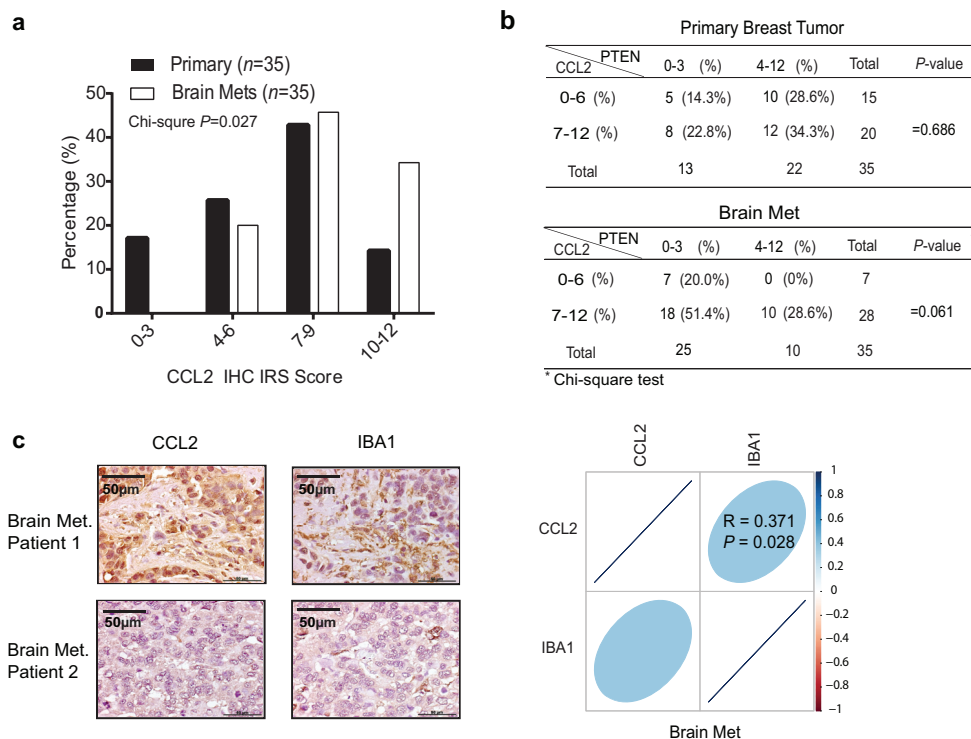 a
Primary (n=35)
Brain Mets (n=35)
Chi-squre P=0.027
Percentage (%)
50
40
30
20
10
0
0-3
4-6
7-9
10-12
CCL2 IHC IRS Score
b
Primary Breast Tumor
CCL2 PTEN 0-3 (%) 4-12 (%) Total P-value
0-6 (%) 5 (14.3%) 10 (28.6%) 15
7-12 (%) 8 (22.8%) 12 (34.3%) 20 =0.686
Total 13 22 35
Brain Met
CCL2 PTEN 0-3 (%) 4-12 (%) Total P-value
0-6 (%) 7 (20.0%) 0 (0%) 7
7-12 (%) 18 (51.4%) 10 (28.6%) 28 =0.061
Total 25 10 35
* Chi-square test
c
CCL2 IBA1
Brain Met.
Patient 1
50μm 50μm
Brain Met.
Patient 2
50μm 50μm
CCL2 IBA1
CCL2
R = 0.371
P = 0.028
IBA1
1
0.8
0.6
0.4
0.2
0
−0.2
−0.4
−0.6
−0.8
−1
Brain Met